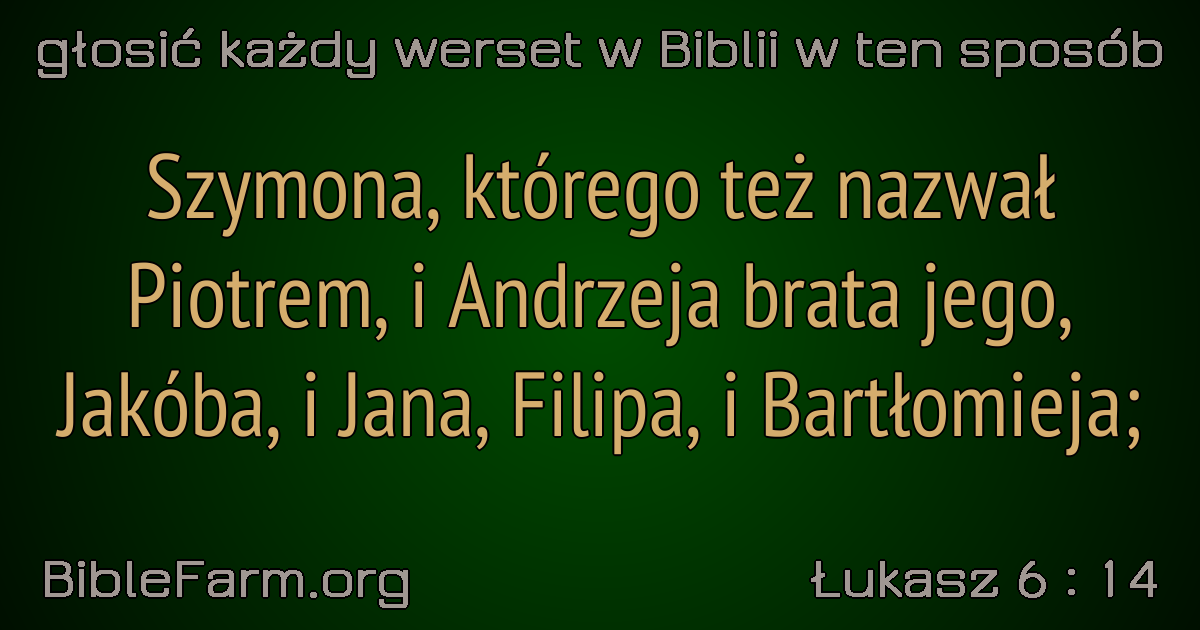 głosić każdy werset w Biblii w ten sposób
Szymona, którego też nazwał
Piotrem, i Andrzeja brata jego,
Jakóba, i Jana, Filipa, i Bartłomieja;
BibleFarm.org
Łukasz 6 : 14